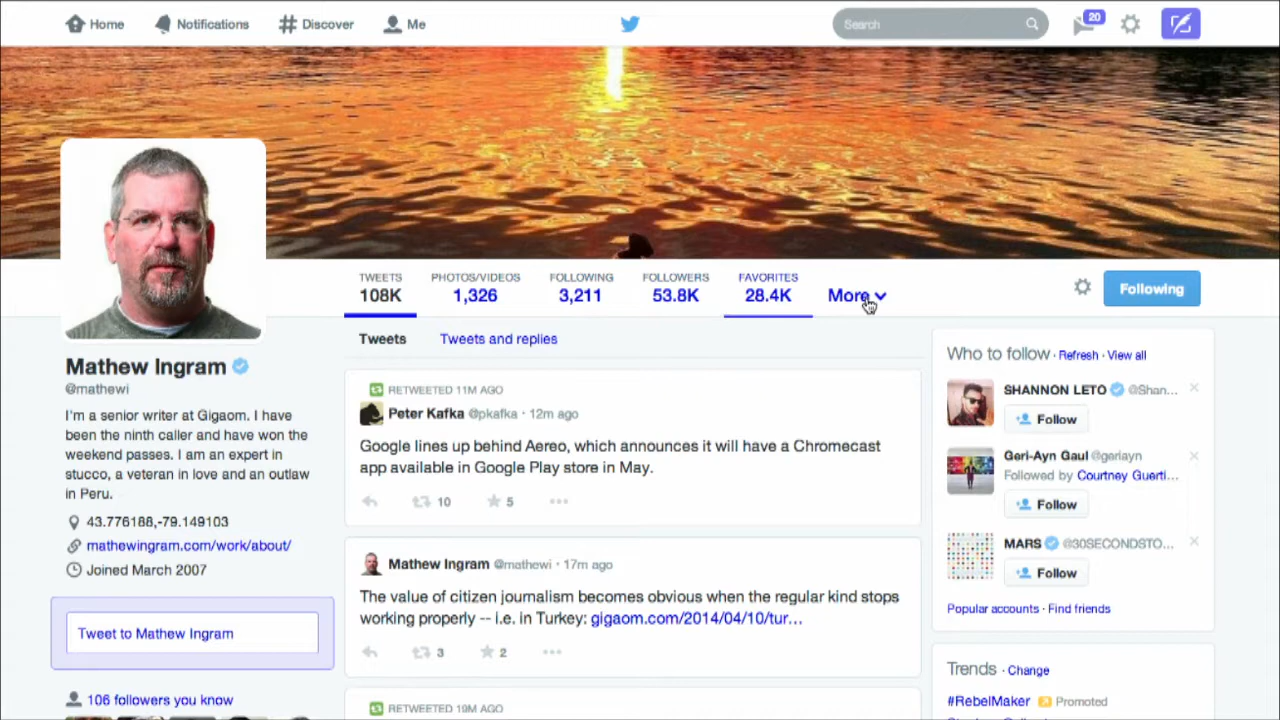 Home
Notifications
Discover
Me
Search
20
TWEETS
108K
PHOTOS/VIDEOS
1,326
FOLLOWING
3,211
FOLLOWERS
53.8K
FAVORITES
28.4K
More
Following
Mathew Ingram
@mathewi
I'm a senior writer at Gigaom. I have
been the ninth caller and have won the
weekend passes. I am an expert in
stucco, a veteran in love and an outlaw
in Peru.
43.776188,-79.149103
mathewingram.com/work/about/
Joined March 2007
Tweet to Mathew Ingram
106 followers you know
Tweets
Tweets and replies
RETWEETED 11M AGO
Peter Kafka @pkafka · 12m ago
Google lines up behind Aereo, which announces it will have a Chromecast
app available in Google Play store in May.
10
5
Mathew Ingram @mathewi · 17m ago
The value of citizen journalism becomes obvious when the regular kind stops
working properly -- i.e. in Turkey: gigaom.com/2014/04/10/tur...
3
2
RETWEETED 19M AGO
Who to follow · Refresh · View all
SHANNON LETO @Shan...
Follow
Geri-Ayn Gaul @geriayn
Followed by Courtney Guerti...
Follow
MARS @30SECONDSTO...
Follow
Popular accounts · Find friends
Trends · Change
#RebelMaker Promoted